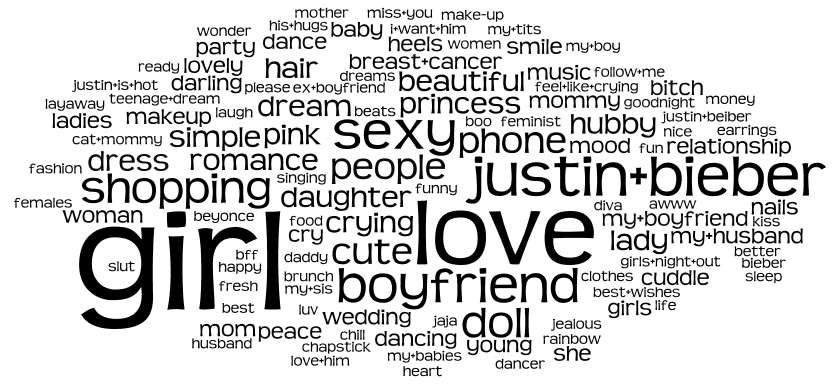 mother miss+you make-up
wonder his+hugs baby i+want+him my+tits
party dance heels women smile my+boy
ready lovely hair breast+cancer
dreams beautiful music follow+me
justin+is+hot darling please ex+boyfriend feel+like+crying bitch
layaway teenage+dream laugh dream beats princess mommy goodnight money
ladies makeup boo feminist hubby justin+beiber
nice earrings
cat+mommy simple pink sexy phone mood fun relationship
fashion dress romance people
singing justin+bieber
females shopping daughter funny
diva awww nails
woman beyonce food crying love my+boyfriend kiss
girl cry cute lady my+husband
bff daddy better
slut happy girls+night+out bieber
brunch boyfriend clothes cuddle sleep
fresh my+sis best+wishes
best luv wedding doll girls life
jaja jealous
mom peace chill dancing young rainbow
husband chapstick she
love+him my+babies dancer
heart